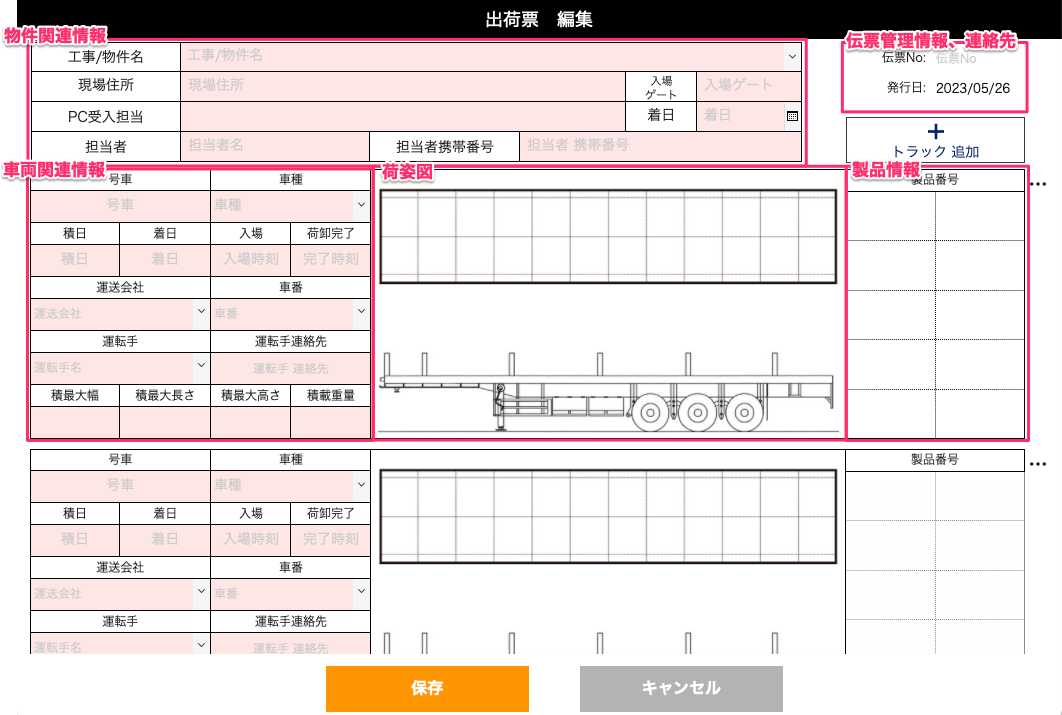 出荷票　編集
物件関連情報
伝票管理情報、連絡先
工事/物件名 工事/物件名
伝票No: 伝票No
現場住所 現場住所 入場ゲート 入場ゲート
発行日: 2023/05/26
PC受入担当 着日 着日
担当者 担当者名 担当者携帯番号 担当者 携帯番号
＋
トラック 追加
車両関連情報 荷姿図 製品情報
号車 車種 製品番号 …
号車 車種
積日 着日 入場 荷卸完了
積日 着日 入場時刻 完了時刻
運送会社 車番
運送会社 車番
運転手 運転手連絡先
運転手名 運転手 連絡先
積最大幅 積最大長さ 積最大高さ 積載重量
号車 車種 製品番号 …
号車 車種
積日 着日 入場 荷卸完了
積日 着日 入場時刻 完了時刻
運送会社 車番
運送会社 車番
運転手 運転手連絡先
運転手名 運転手 連絡先
保存 キャンセル